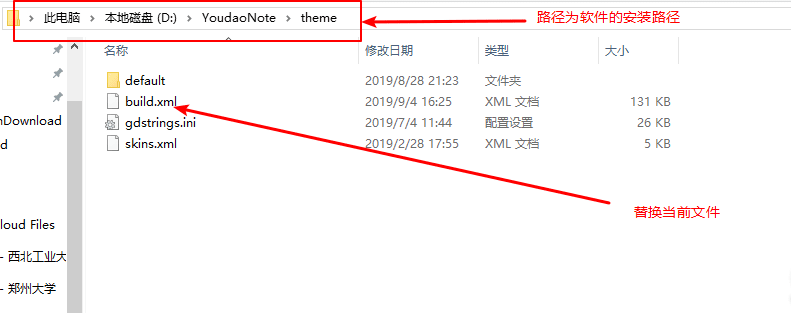 此电脑 › 本地磁盘 (D:) › YoudaoNote › theme
路径为软件的安装路径
名称 修改日期 类型 大小
default 2019/8/28 21:23 文件夹
build.xml 2019/9/4 16:25 XML 文档 131 KB
gdstrings.ini 2019/7/4 11:44 配置设置 26 KB
skins.xml 2019/2/28 17:55 XML 文档 5 KB
nDownload
d
替换当前文件
loud Files
- 西北工业大
- 郑州大学